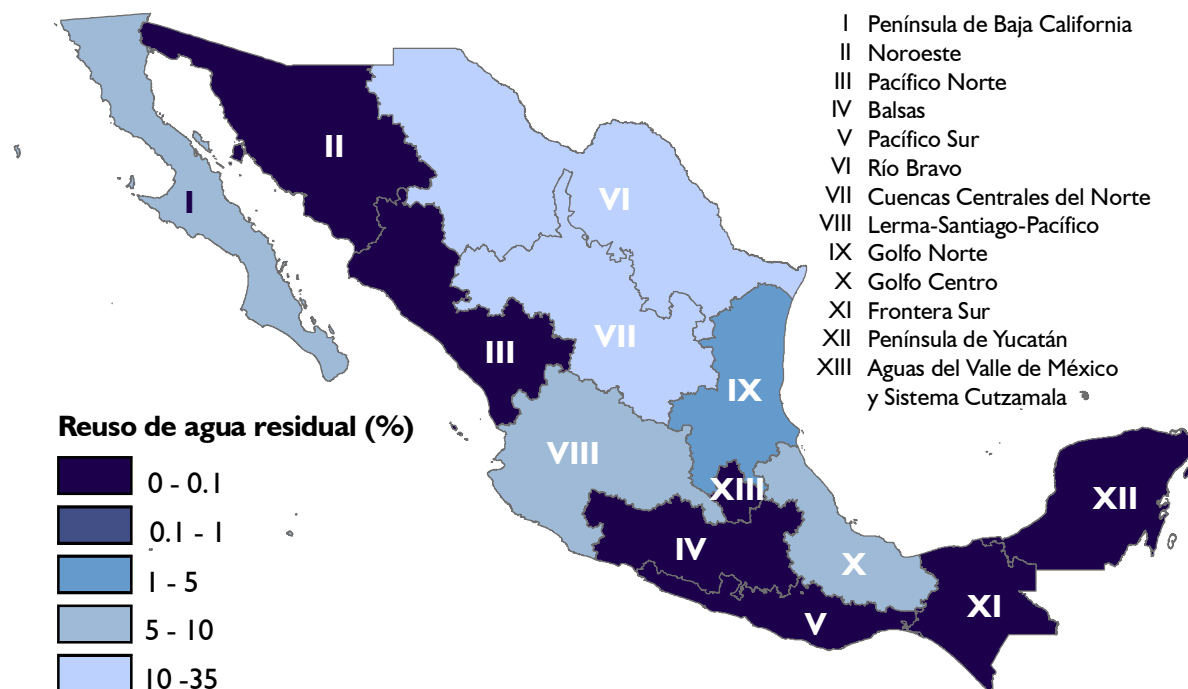 I Península de Baja California
II Noroeste
III Pacífico Norte
IV Balsas
V Pacífico Sur
VI Río Bravo
VII Cuencas Centrales del Norte
VIII Lerma-Santiago-Pacífico
IX Golfo Norte
X Golfo Centro
XI Frontera Sur
XII Península de Yucatán
XIII Aguas del Valle de México
y Sistema Cutzamala
II
I
VI
VII
III
IX
VIII
XIII
XII
IV
X
XI
V
Reuso de agua residual (%)
0 - 0.1
0.1 - 1
1 - 5
5 - 10
10 -35